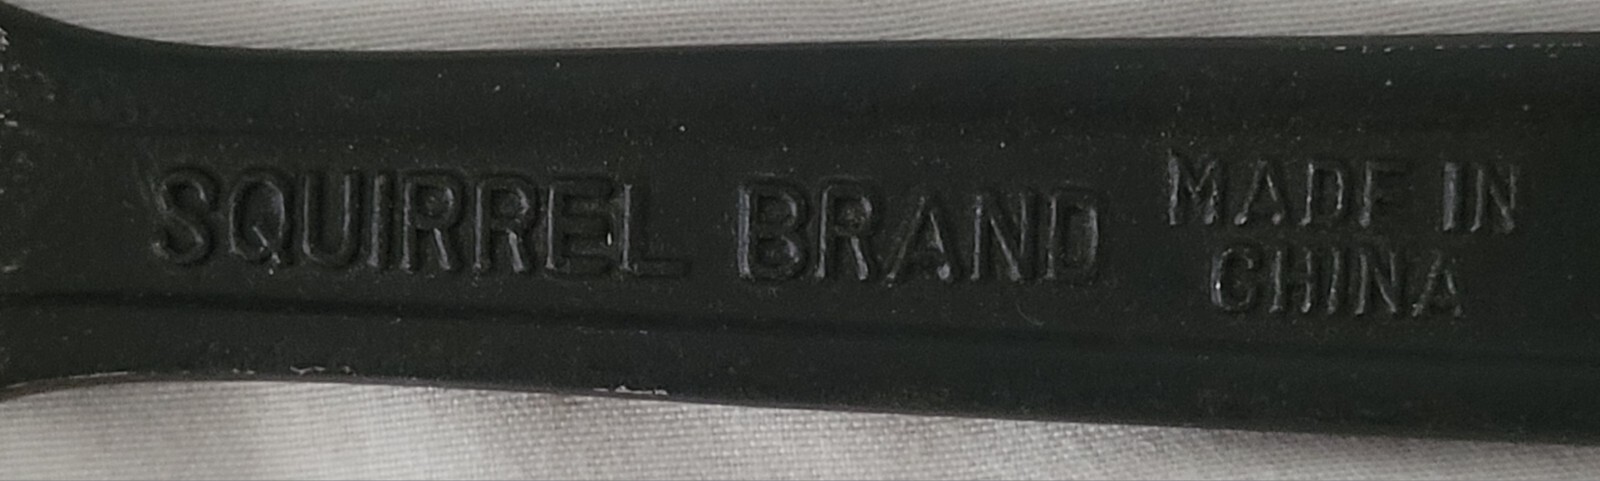 SQUIRREL BRAND
MADE IN
CHINA